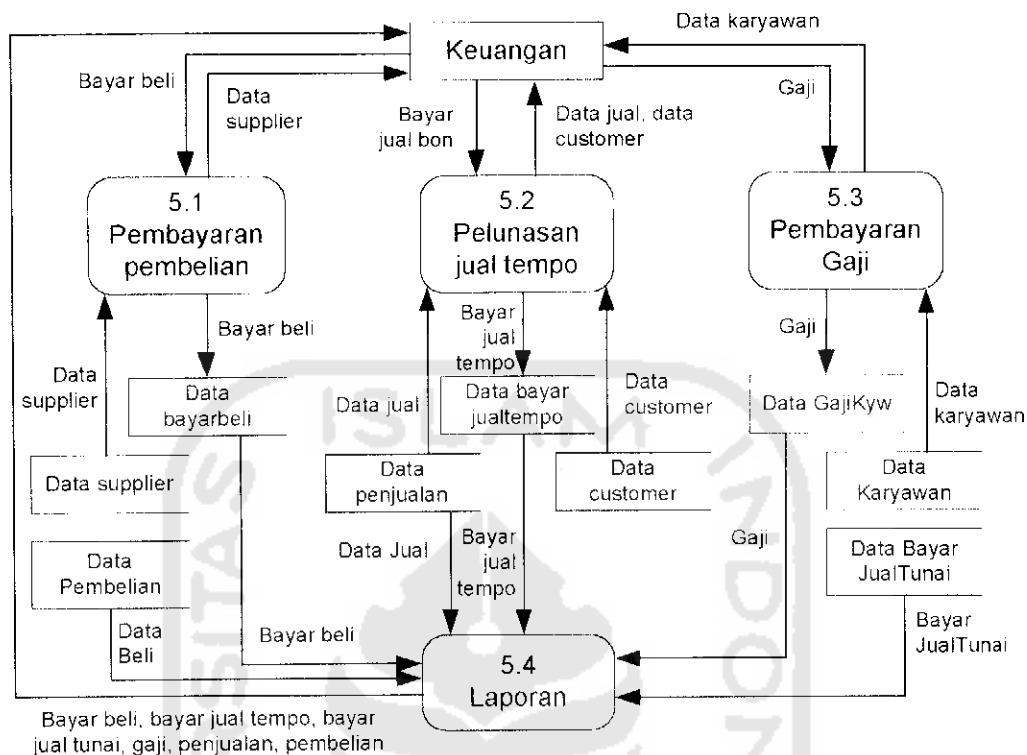 Data karyawan
Keuangan
Bayar beli
Data
supplier
Bayar
jual bon
Data jual, data
customer
Gaji
5.1
Pembayaran
pembelian
5.2
Pelunasan
jual tempo
5.3
Pembayaran
Gaji
Bayar beli
Bayar
jual
tempo
Gaji
Data
supplier
Data
bayarbeli
Data jual
Data bayar
jualtempo
Data
customer
Data GajiKyw
Data
karyawan
Data supplier
Data
penjualan
Data
customer
Data
Karyawan
Data
Pembelian
Data Jual
Bayar
jual
tempo
Gaji
Data Bayar
JualTunai
Data
Beli
Bayar beli
5.4
Laporan
Bayar
JualTunai
Bayar beli, bayar jual tempo, bayar
jual tunai, gaji, penjualan, pembelian
ISLAM
INDON
RSITAS